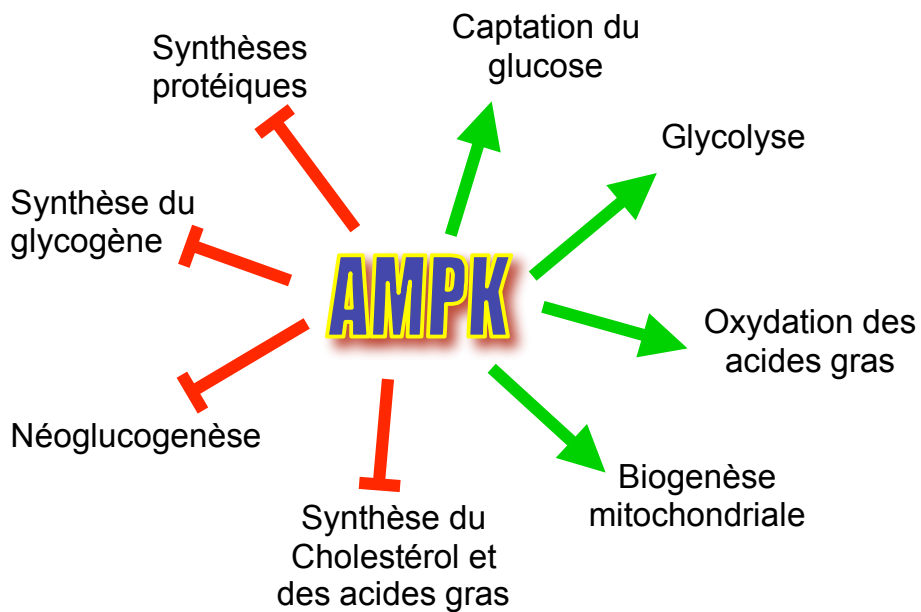 Synthèses
protéiques
Captation du
glucose
Glycolyse
Synthèse du
glycogène
AMPK
Oxydation des
acides gras
Néoglucogenèse
Biogenèse
mitochondriale
Synthèse du
Cholestérol et
des acides gras